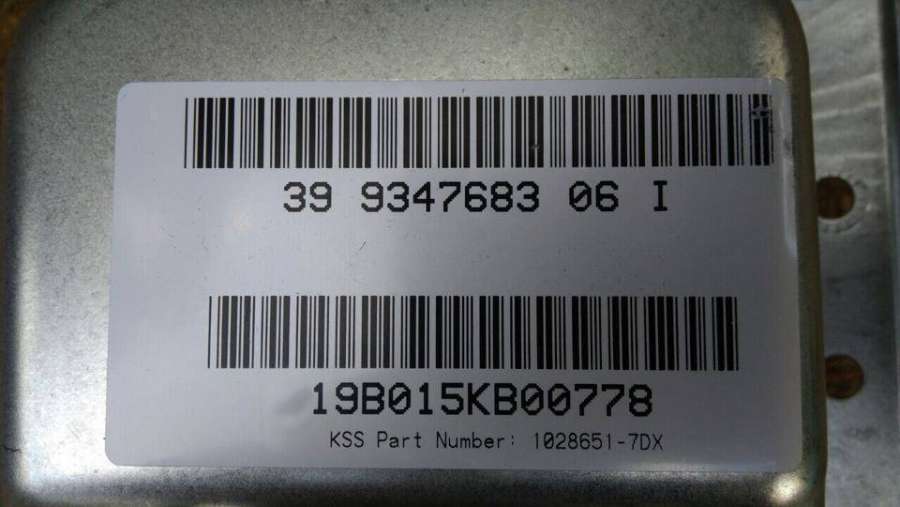 39 9347683 06 I
19B015KB00778
KSS Part Number: 1028651-7DX